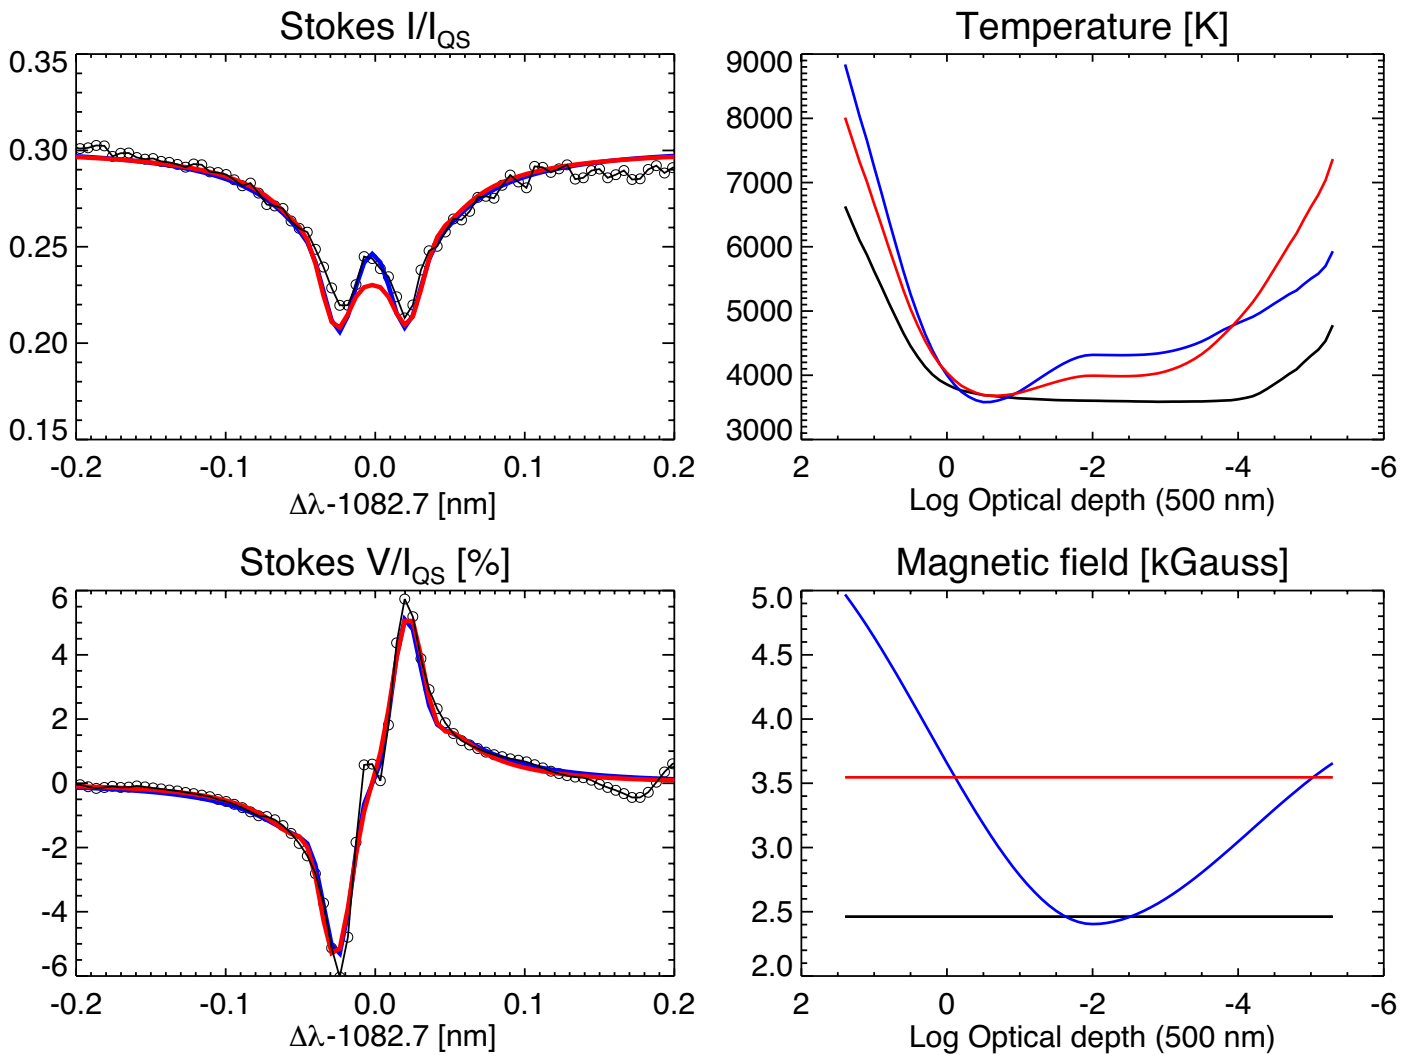 Stokes I/I_QS
0.35
0.30
0.25
0.20
0.15
-0.2 -0.1 0.0 0.1 0.2
Δλ-1082.7 [nm]
Temperature [K]
9000
8000
7000
6000
5000
4000
3000
2 0 -2 -4 -6
Log Optical depth (500 nm)
Stokes V/I_QS [%]
6
4
2
0
-2
-4
-6
-0.2 -0.1 0.0 0.1 0.2
Δλ-1082.7 [nm]
Magnetic field [kGauss]
5.0
4.5
4.0
3.5
3.0
2.5
2.0
2 0 -2 -4 -6
Log Optical depth (500 nm)